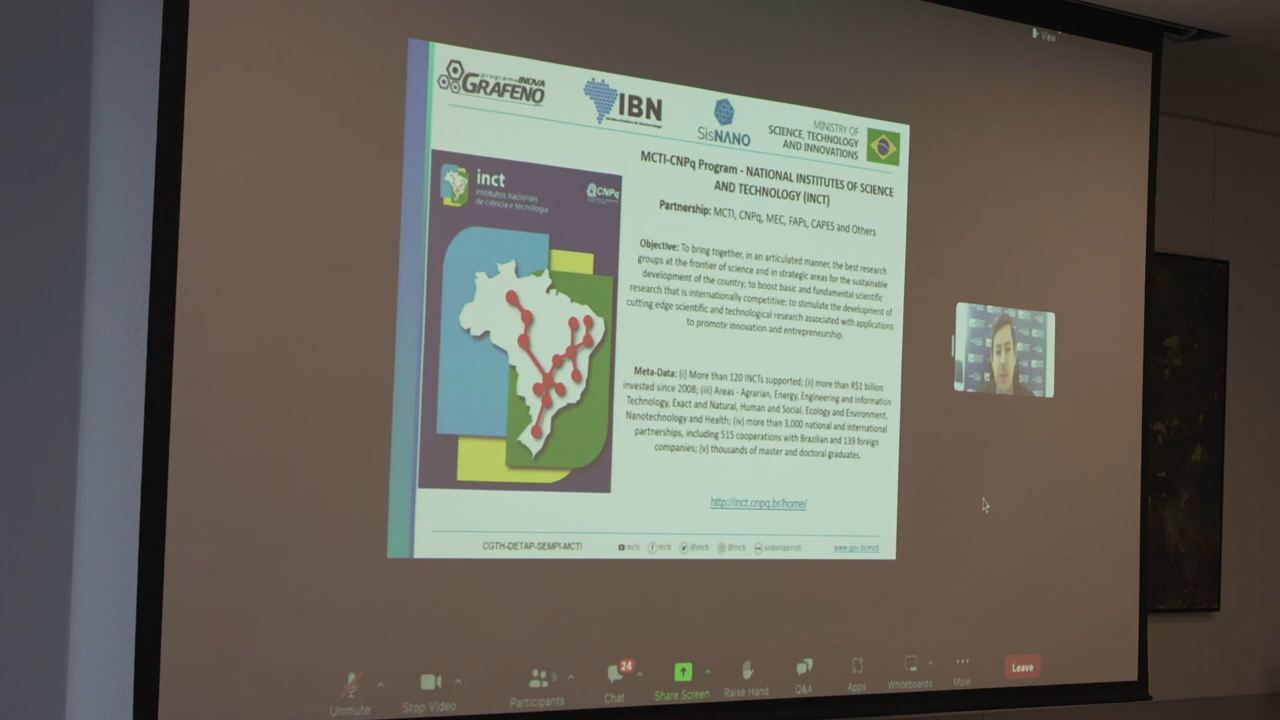 View
programa INOVA
GRAFENO
IBN
SisNANO
MINISTRY OF
SCIENCE, TECHNOLOGY
AND INNOVATIONS
inct
institutos nacionais
de ciência e tecnologia
CNPq
MCTI-CNPq Program - NATIONAL INSTITUTES OF SCIENCE
AND TECHNOLOGY (INCT)
Partnership: MCTI, CNPq, MEC, FAPs, CAPES and Others
Objective: To bring together, in an articulated manner, the best research
groups at the frontier of science and in strategic areas for the sustainable
development of the country; to boost basic and fundamental scientific
research that is internationally competitive; to stimulate the development of
cutting edge scientific and technological research associated with applications
to promote innovation and entrepreneurship.
Meta-Data: (i) More than 120 INCTs supported; (ii) more than R$1 billion
invested since 2008; (iii) Areas - Agrarian, Energy, Engineering and Information
Technology, Exact and Natural, Human and Social, Ecology and Environment,
Nanotechnology and Health; (iv) more than 3,000 national and international
partnerships, including 515 cooperations with Brazilian and 139 foreign
companies; (v) thousands of master and doctoral graduates.
http://inct.cnpq.br/home/
CGTH-DETAP-SEMPI-MCTI mcti /mcti @mcti @mcti sintonizemcti www.gov.br/mcti
Unmute Stop Video Participants 9 Chat 24 Share Screen Raise Hand Q&A Apps Whiteboards More Leave